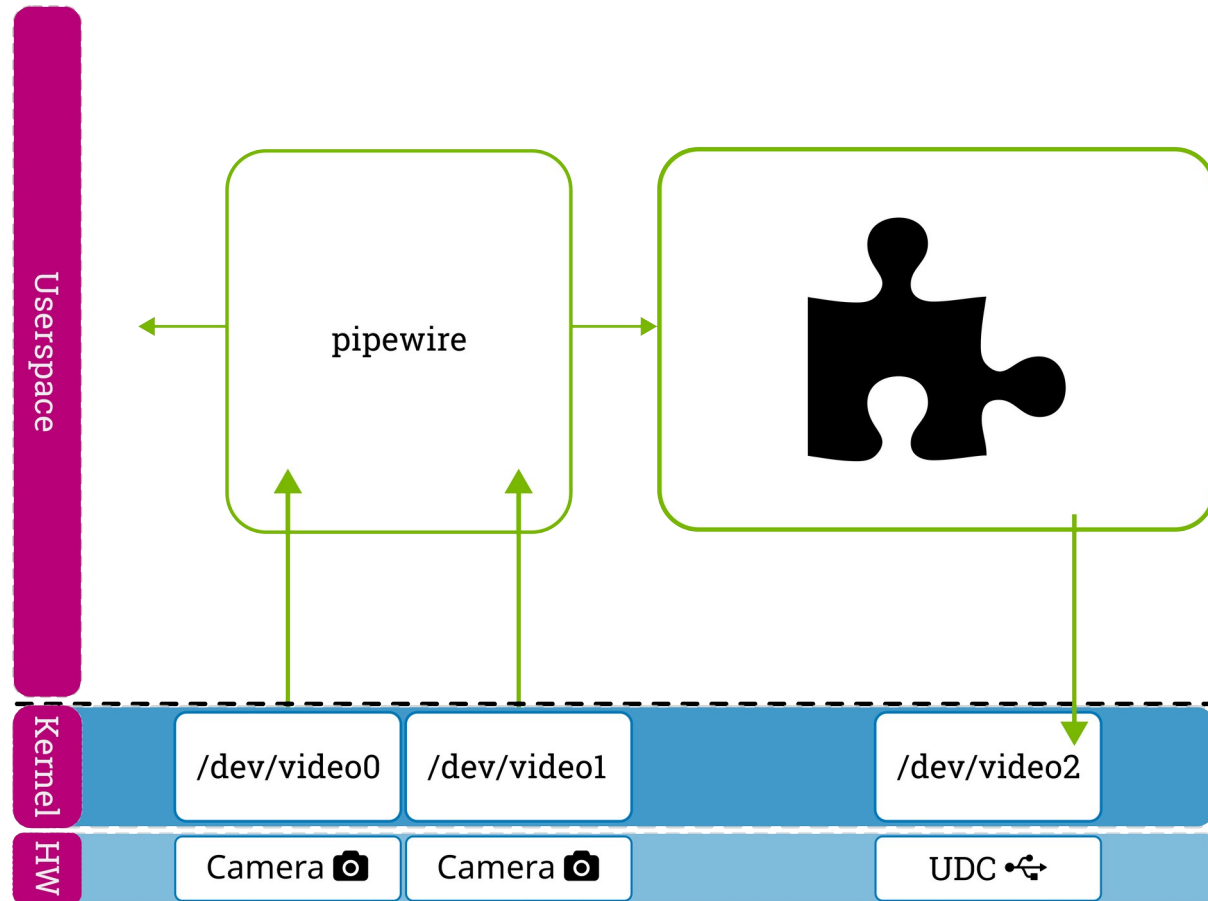 Userspace
pipewire
Kernel
/dev/video0
/dev/video1
/dev/video2
HW
Camera
Camera
UDC